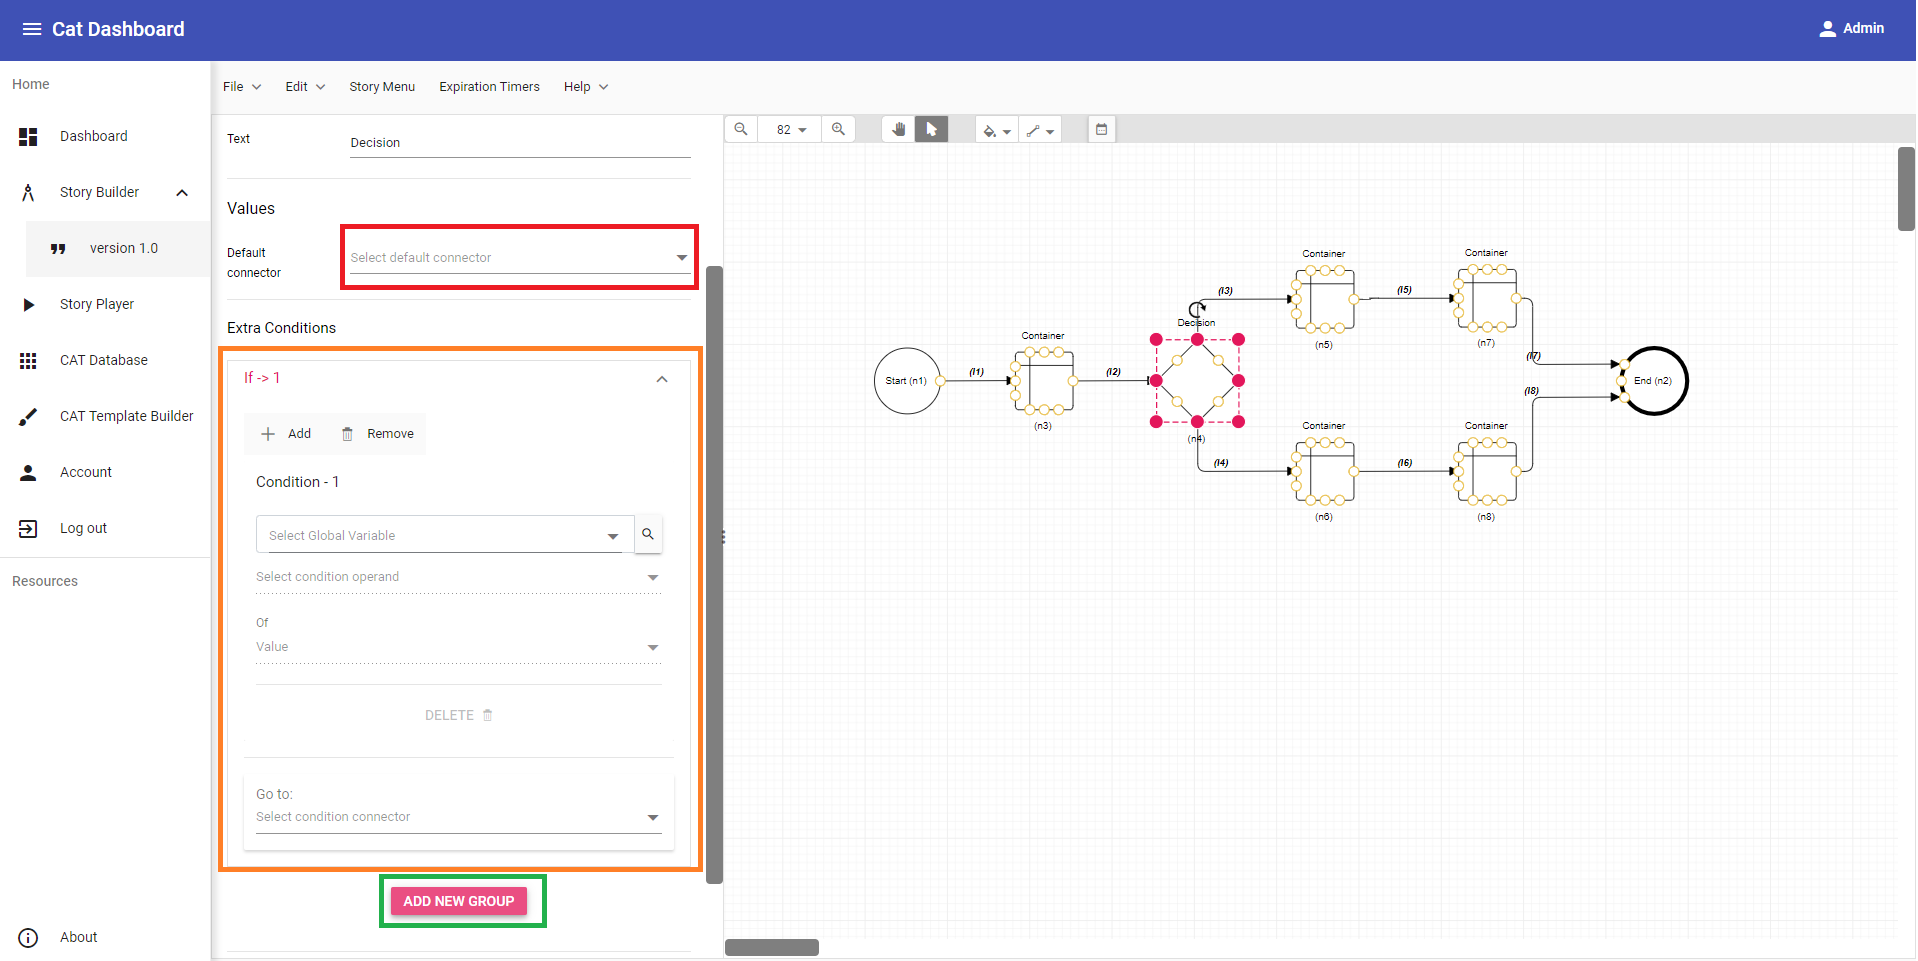 Cat Dashboard
Admin
Home
Dashboard
Story Builder
version 1.0
Story Player
CAT Database
CAT Template Builder
Account
Log out
Resources
About
File
Edit
Story Menu
Expiration Timers
Help
Text
Decision
Values
Default
connector
Select default connector
Extra Conditions
If -> 1
Add
Remove
Condition - 1
Select Global Variable
Select condition operand
Of
Value
DELETE
Go to:
Select condition connector
ADD NEW GROUP
82
Start (n1)
(l1)
Container
(n3)
(l2)
Decision
(n4)
(l3)
Container
(n5)
(l5)
Container
(n7)
(l7)
(l4)
Container
(n6)
(l6)
Container
(n8)
(l8)
End (n2)